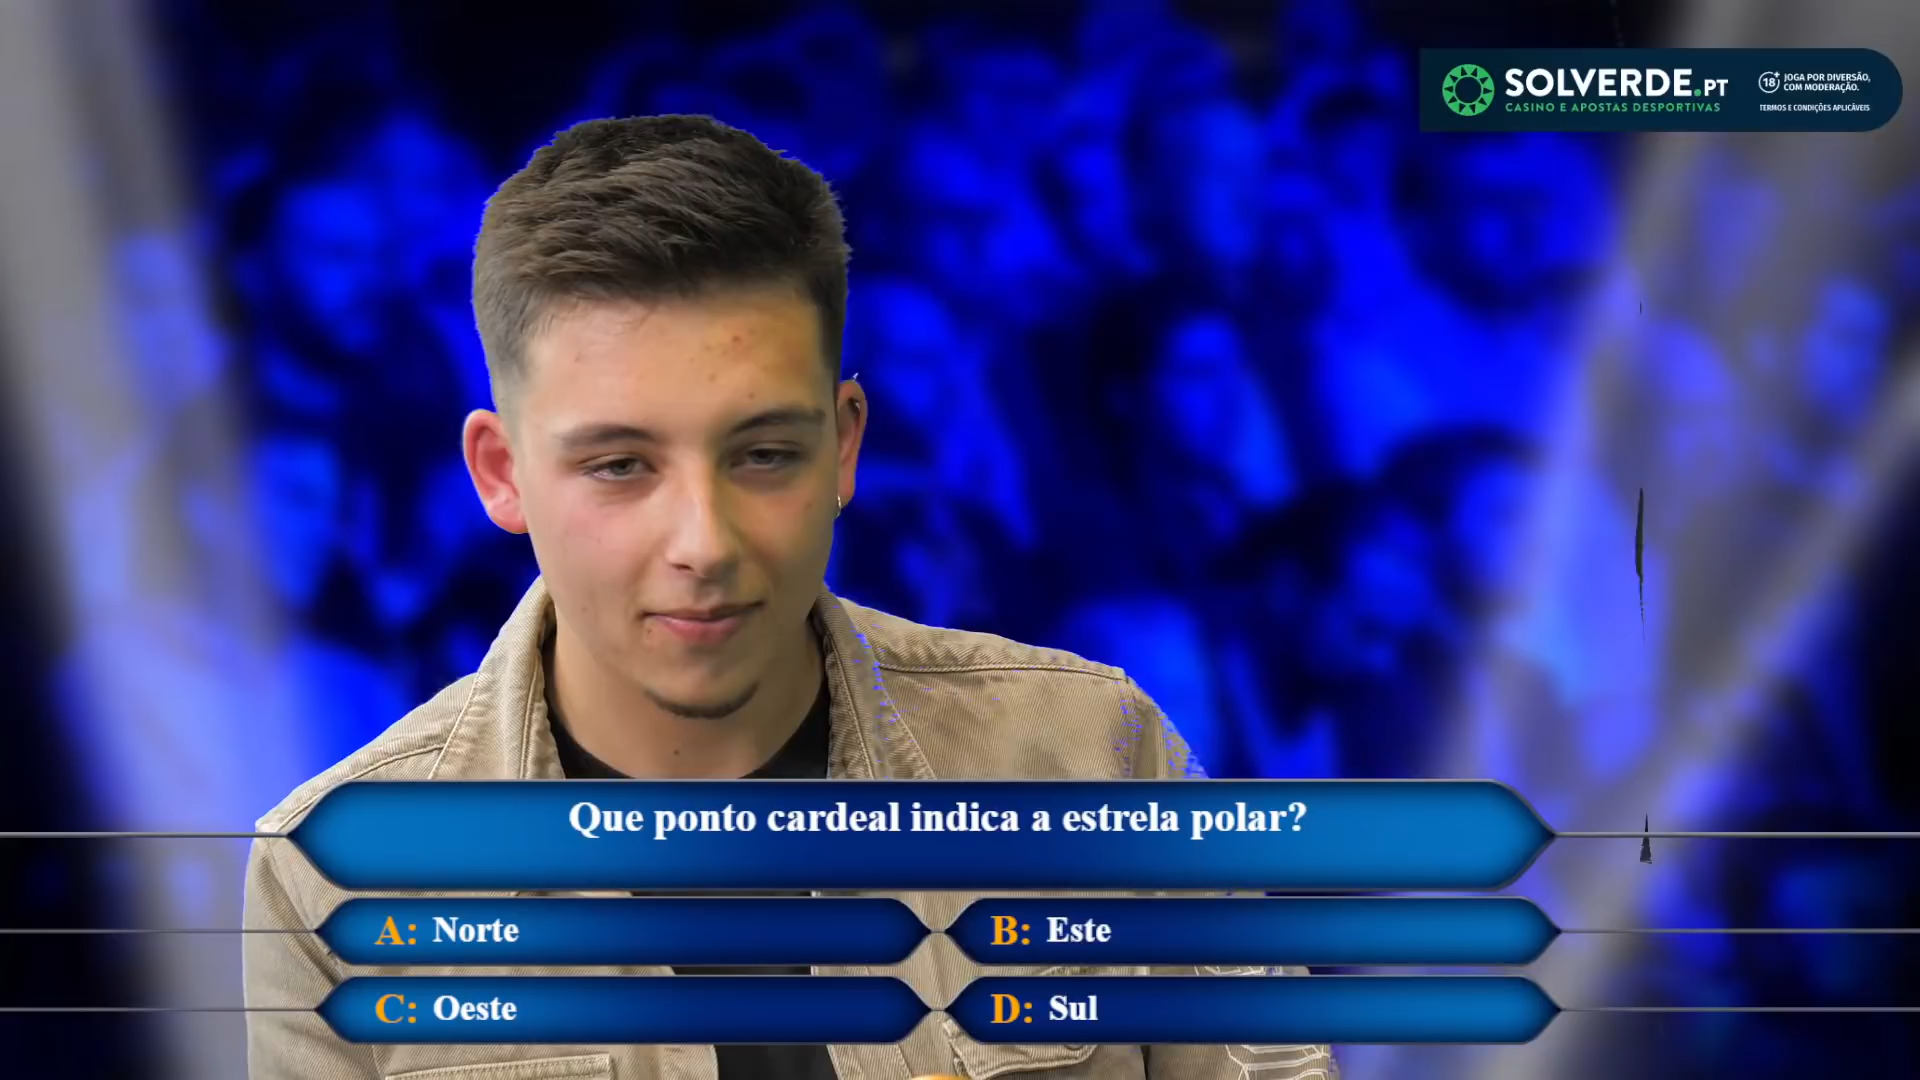 SOLVERDE.PT
CASINO E APOSTAS DESPORTIVAS
18+ JOGA POR DIVERSÃO,
COM MODERAÇÃO.
TERMOS E CONDIÇÕES APLICÁVEIS
Que ponto cardeal indica a estrela polar?
A: Norte
B: Este
C: Oeste
D: Sul